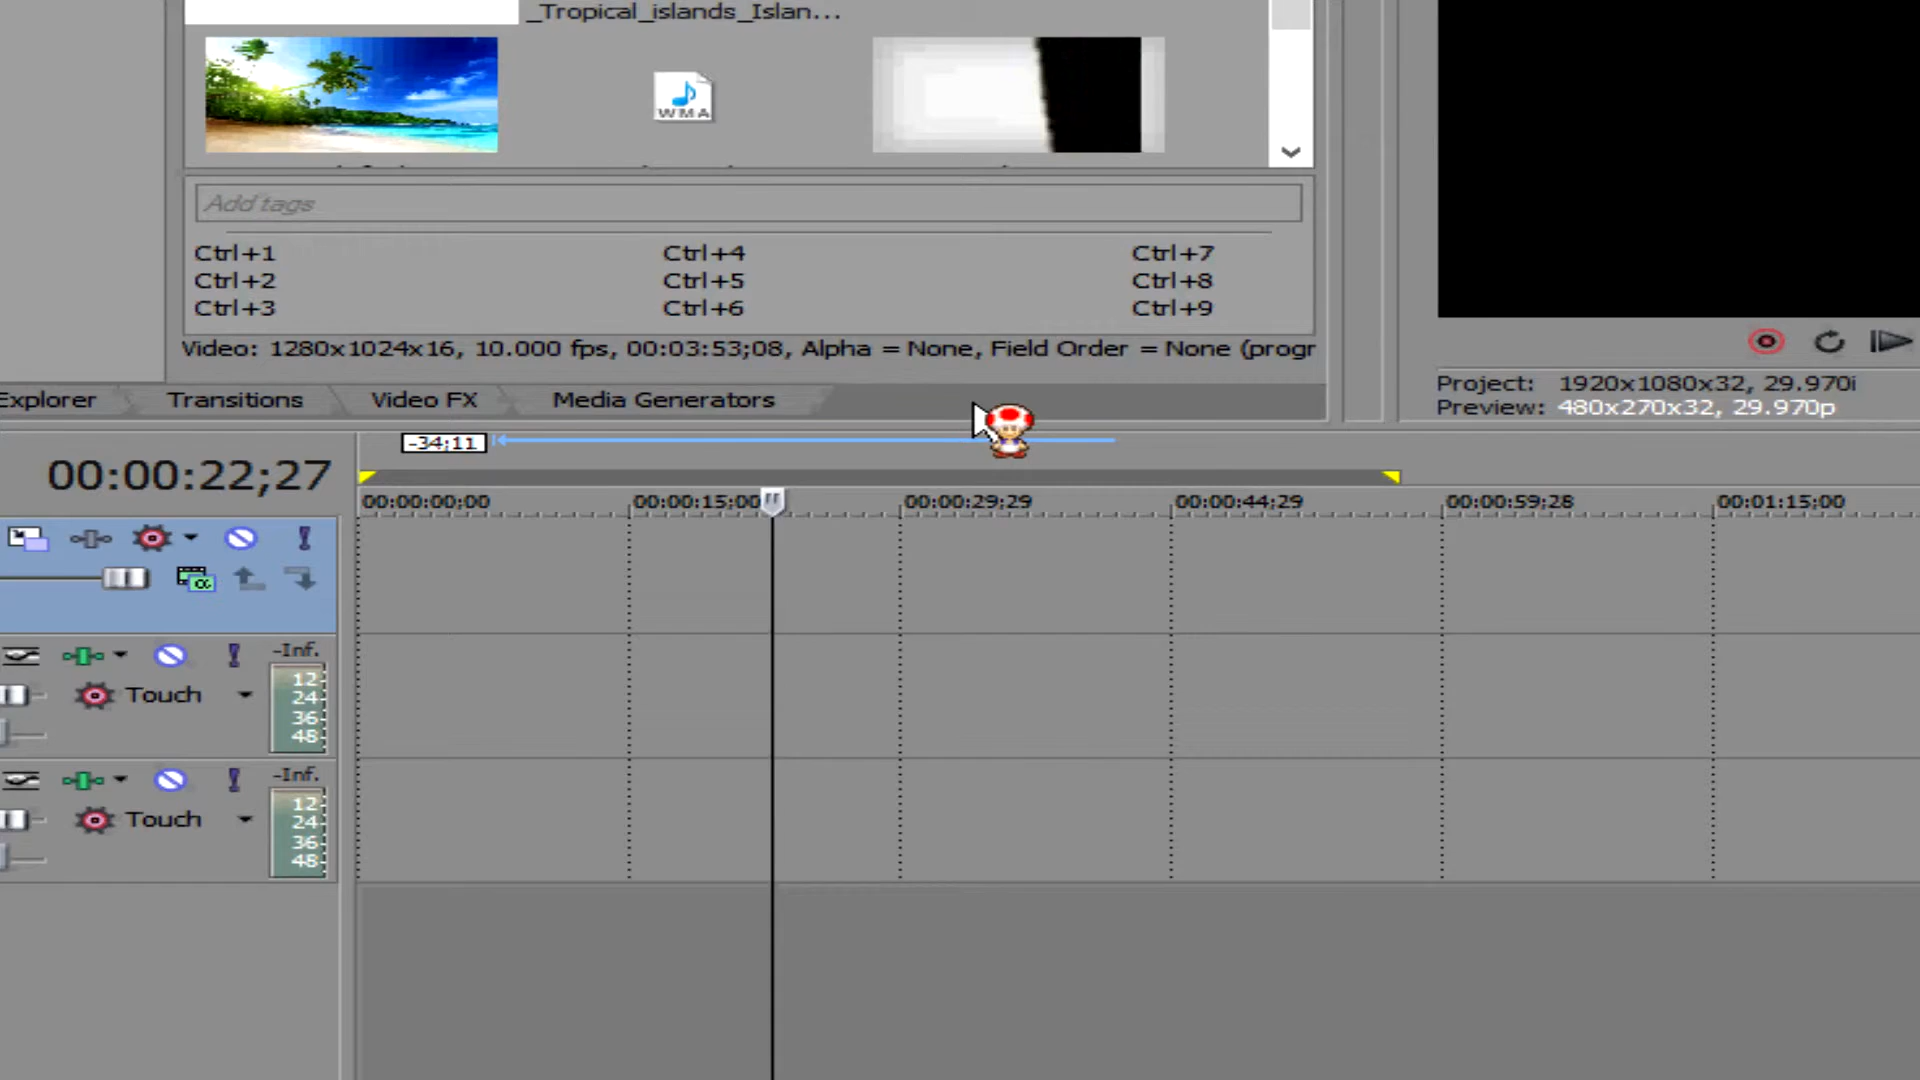 _Tropical_islands_Islan...
WMA
Add tags
Ctrl+1 Ctrl+4 Ctrl+7
Ctrl+2 Ctrl+5 Ctrl+8
Ctrl+3 Ctrl+6 Ctrl+9
Video: 1280x1024x16, 10.000 fps, 00:03:53;08, Alpha = None, Field Order = None (progr
Explorer Transitions Video FX Media Generators
Project: 1920x1080x32, 29.970i
Preview: 480x270x32, 29.970p
-34;11
00:00:22;27
00:00:00;00 00:00:15;00 00:00:29;29 00:00:44;29 00:00:59;28 00:01:15;00
-Inf.
12
24
36
48
Touch
-Inf.
12
24
36
48
Touch